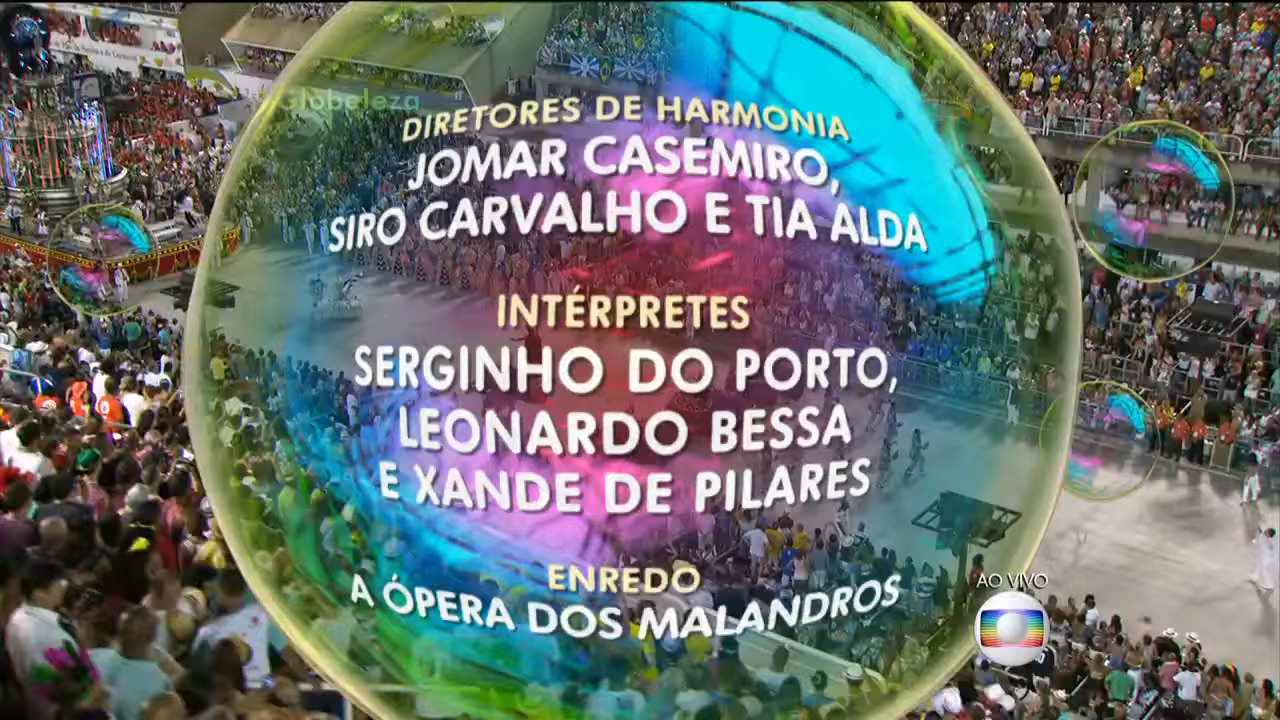 #Globeleza
DIRETORES DE HARMONIA
JOMAR CASEMIRO,
SIRO CARVALHO E TIA ALDA
INTÉRPRETES
SERGINHO DO PORTO,
LEONARDO BESSA
E XANDE DE PILARES
ENREDO
A ÓPERA DOS MALANDROS
AO VIVO